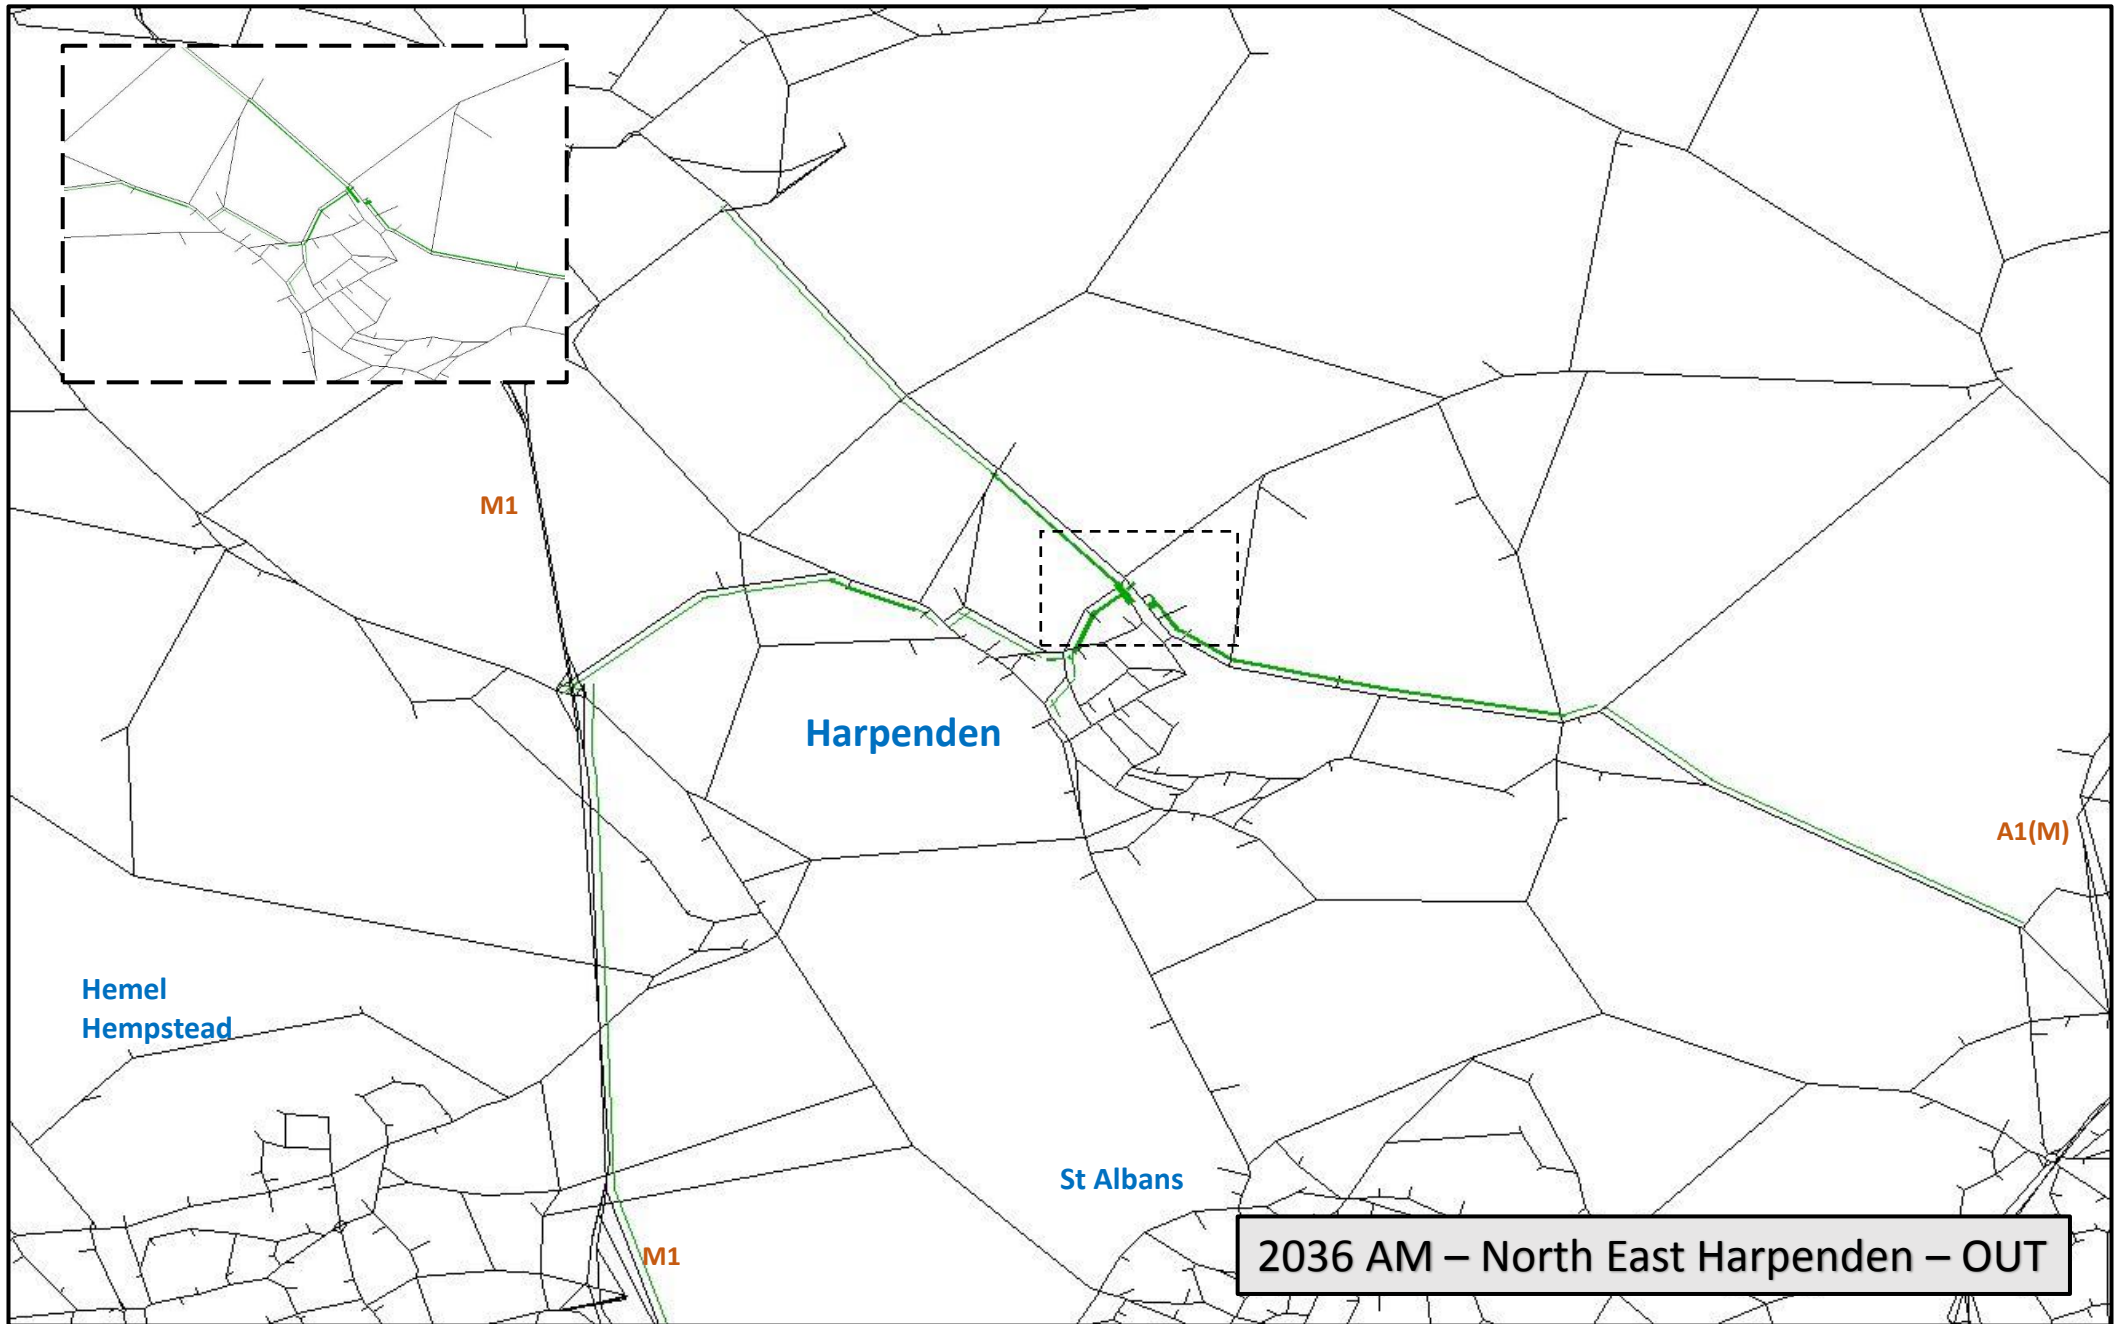 M1
Harpenden
A1(M)
Hemel
Hempstead
St Albans
M1
2036 AM – North East Harpenden – OUT